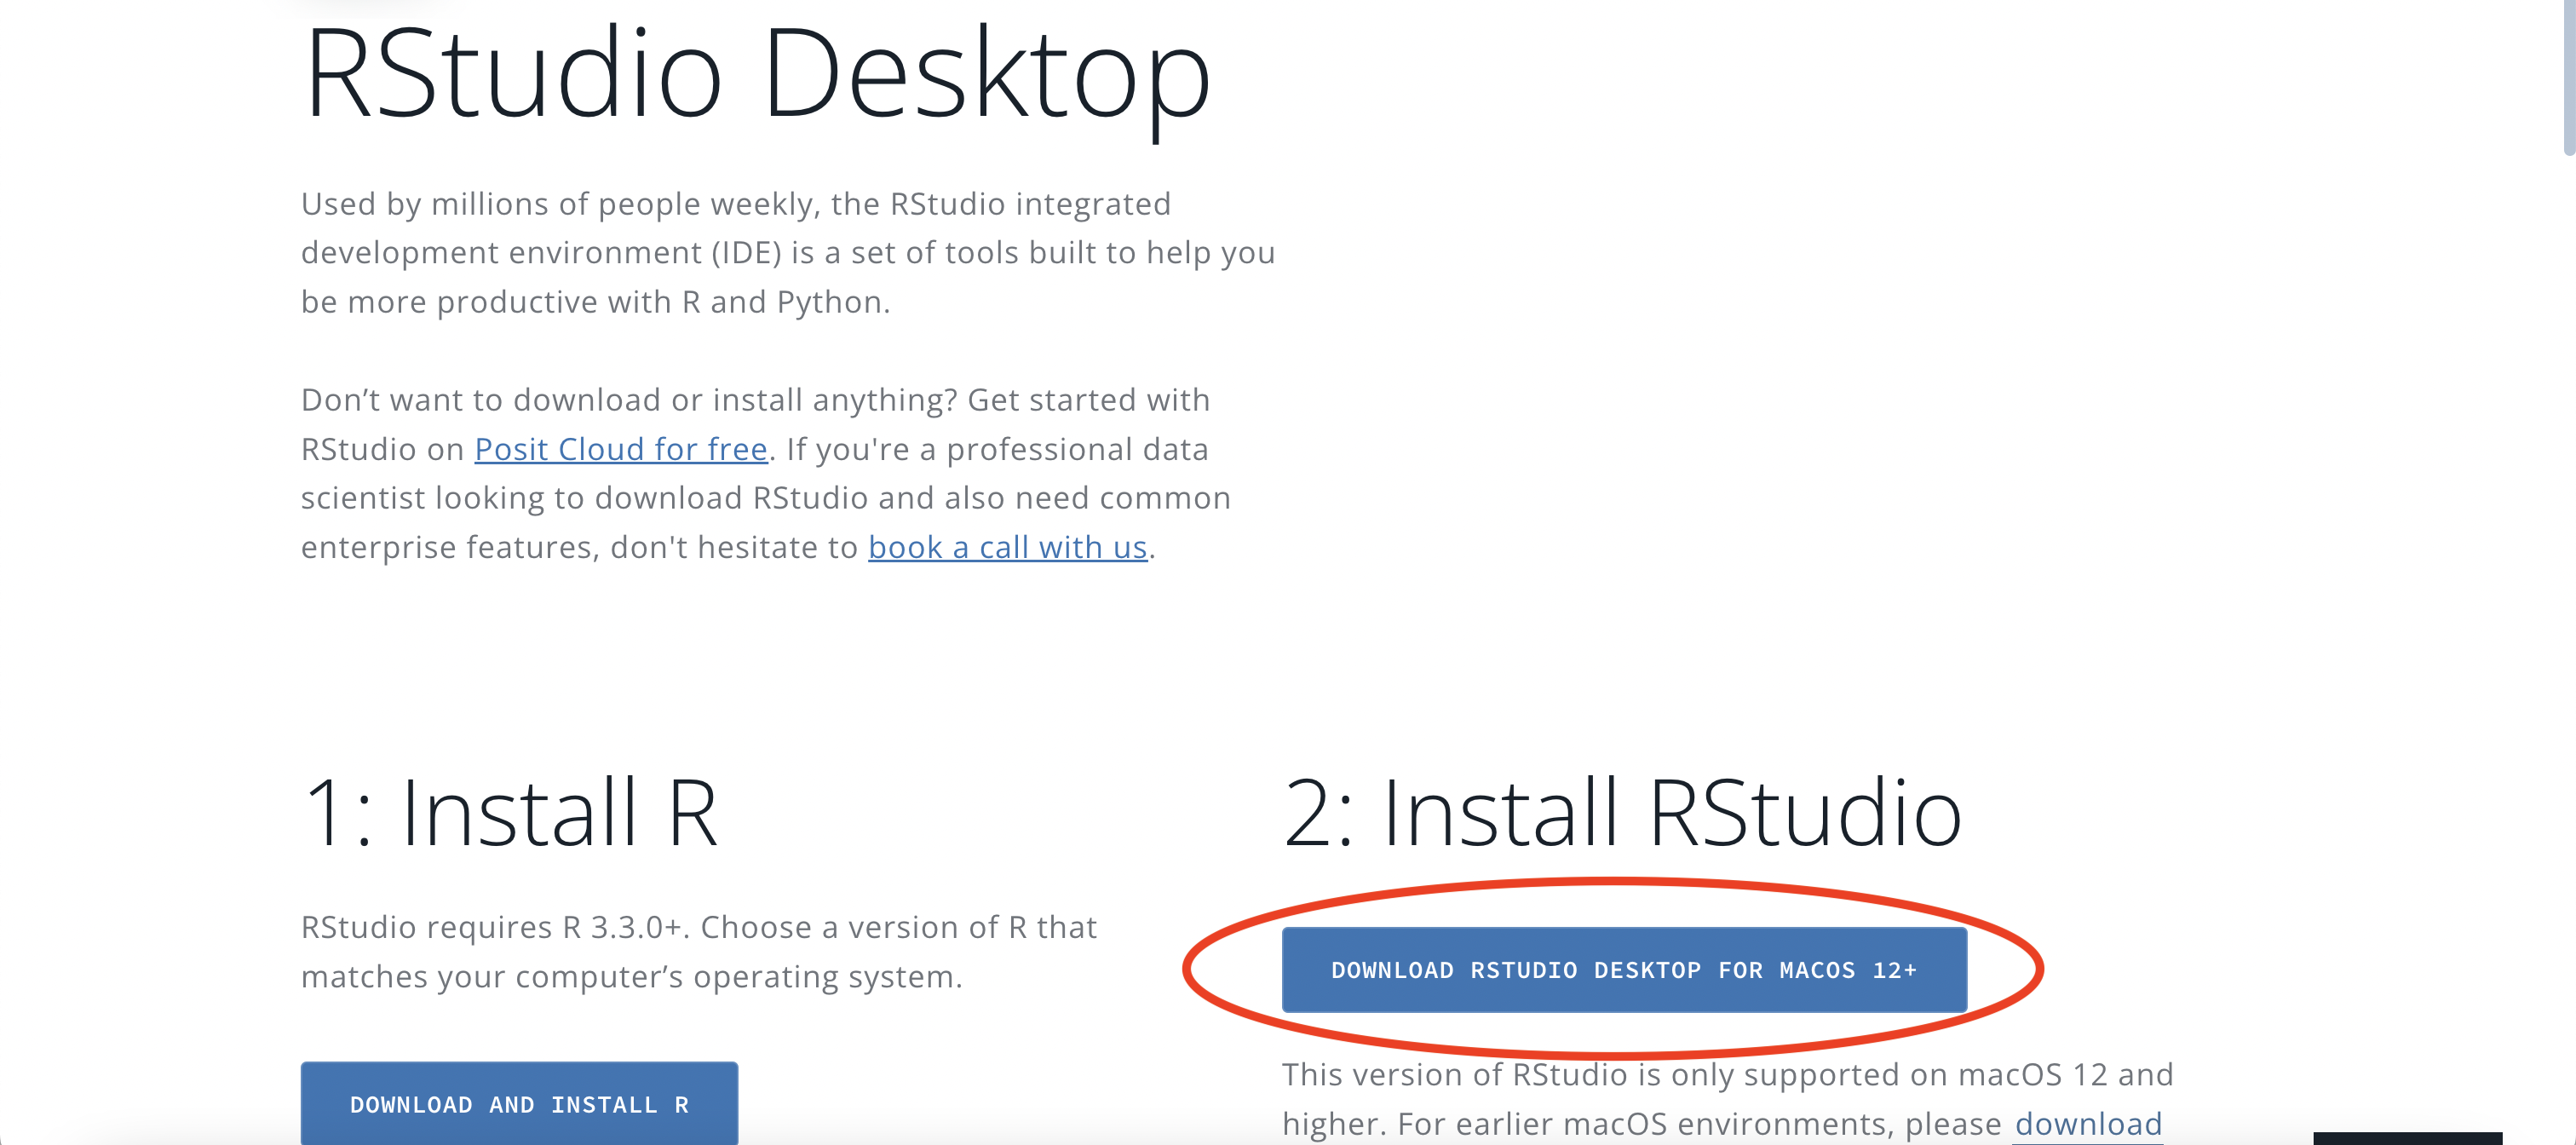 RStudio Desktop
Used by millions of people weekly, the RStudio integrated
development environment (IDE) is a set of tools built to help you
be more productive with R and Python.
Don’t want to download or install anything? Get started with
RStudio on Posit Cloud for free. If you're a professional data
scientist looking to download RStudio and also need common
enterprise features, don't hesitate to book a call with us.
1: Install R
RStudio requires R 3.3.0+. Choose a version of R that
matches your computer’s operating system.
DOWNLOAD AND INSTALL R
2: Install RStudio
DOWNLOAD RSTUDIO DESKTOP FOR MACOS 12+
This version of RStudio is only supported on macOS 12 and
higher. For earlier macOS environments, please download